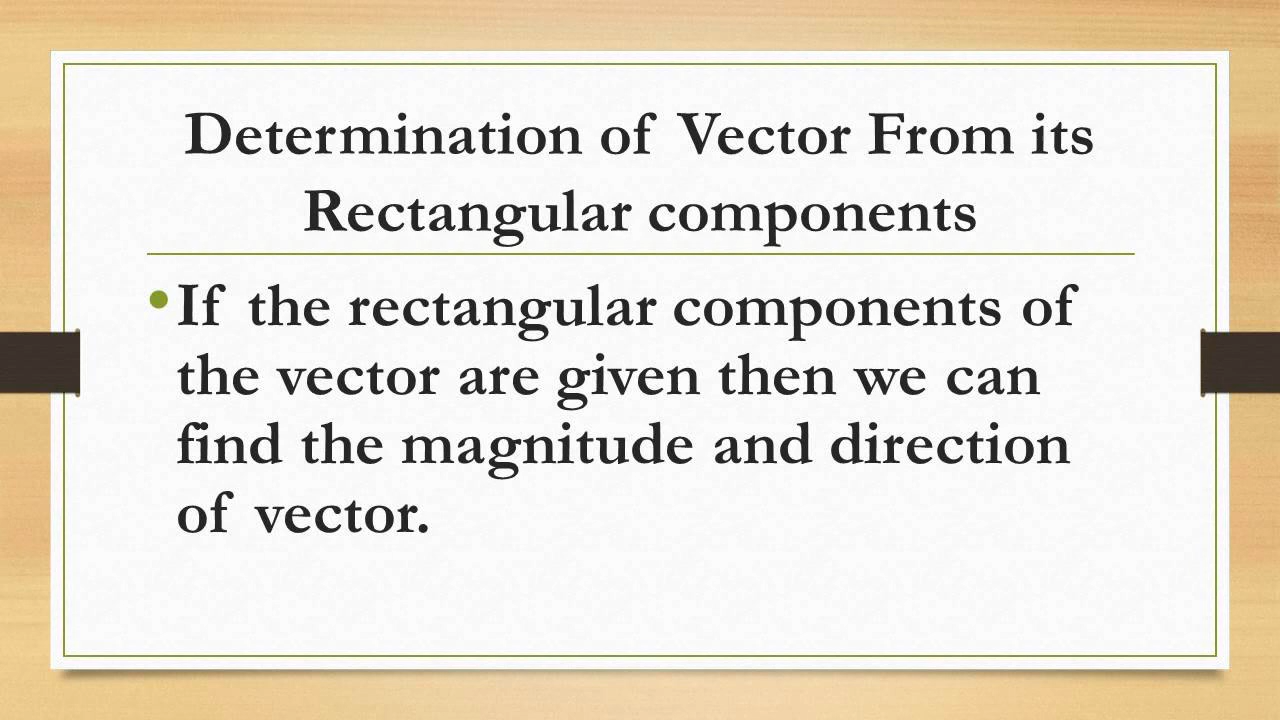 Determination of Vector From its
Rectangular components
• If the rectangular components of
the vector are given then we can
find the magnitude and direction
of vector.